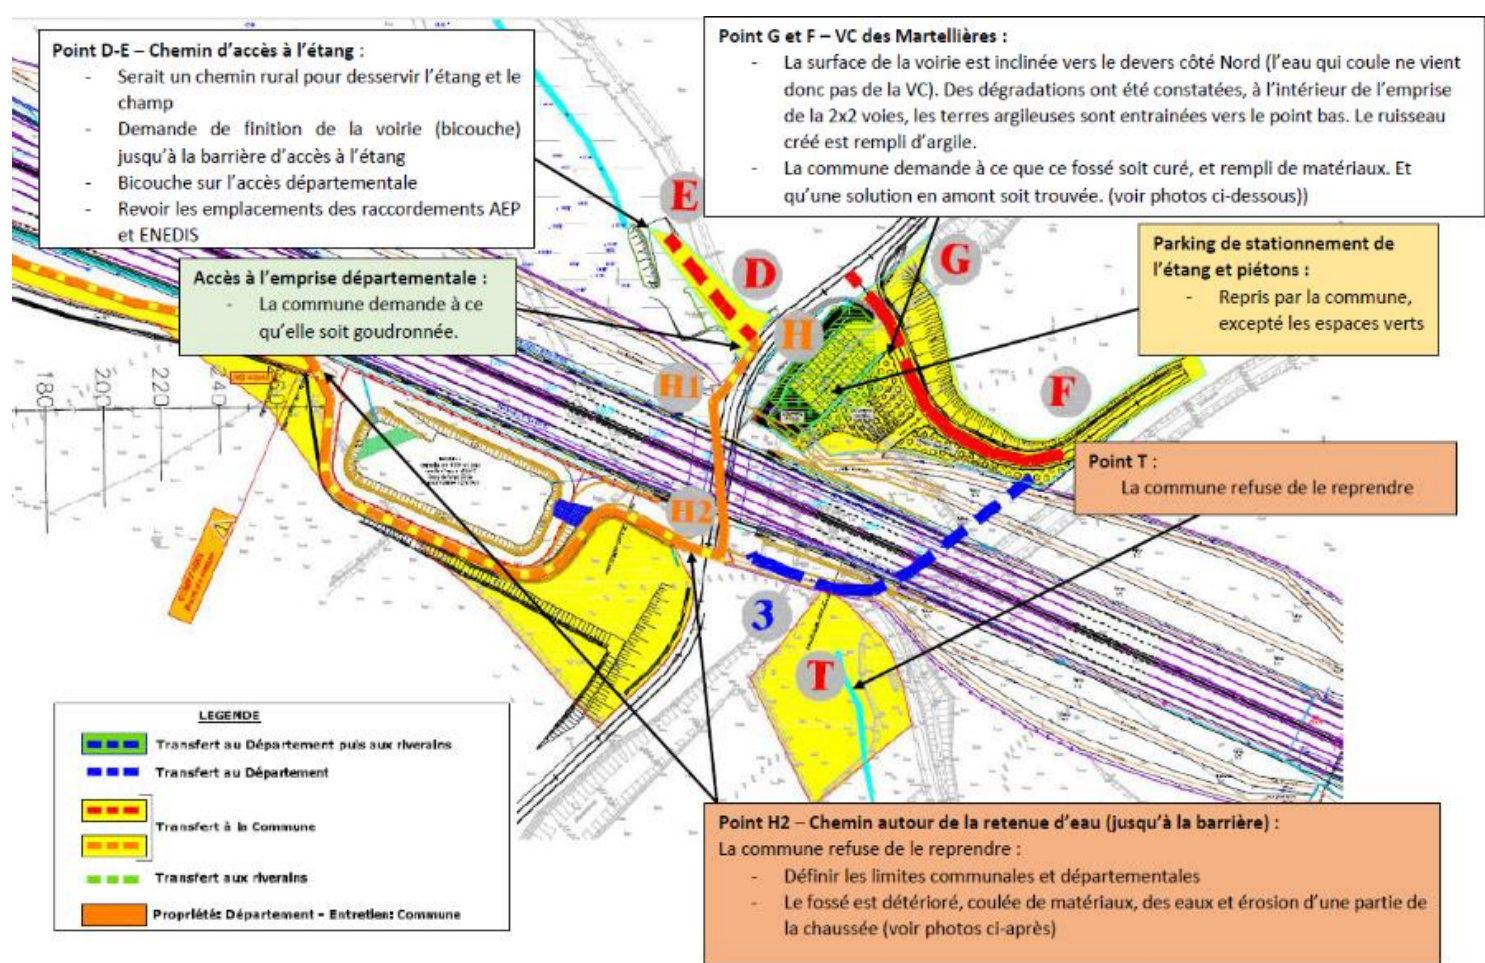 Point D-E – Chemin d'accès à l'étang :
- Serait un chemin rural pour desservir l'étang et le
champ
- Demande de finition de la voirie (bicouche)
jusqu'à la barrière d'accès à l'étang
- Bicouche sur l'accès départementale
- Revoir les emplacements des raccordements AEP
et ENEDIS
Point G et F – VC des Martellières :
- La surface de la voirie est inclinée vers le devers côté Nord (l'eau qui coule ne vient
donc pas de la VC). Des dégradations ont été constatées, à l'intérieur de l'emprise
de la 2x2 voies, les terres argileuses sont entrainées vers le point bas. Le ruisseau
créé est rempli d'argile.
- La commune demande à ce que ce fossé soit curé, et rempli de matériaux. Et
qu'une solution en amont soit trouvée. (voir photos ci-dessous))
Accès à l'emprise départementale :
- La commune demande à ce
qu'elle soit goudronnée.
Parking de stationnement de
l'étang et piétons :
- Repris par la commune,
excepté les espaces verts
E
D
G
H
H1
F
H2
3
T
180
200
220
240
260
Point T :
La commune refuse de le reprendre
LEGENDE
Transfert au Département puis aux riverains
Transfert au Département
Transfert à la Commune
Transfert aux riverains
Propriété: Département – Entretien: Commune
Point H2 – Chemin autour de la retenue d'eau (jusqu'à la barrière) :
La commune refuse de le reprendre :
- Définir les limites communales et départementales
- Le fossé est détérioré, coulée de matériaux, des eaux et érosion d'une partie de
la chaussée (voir photos ci-après)